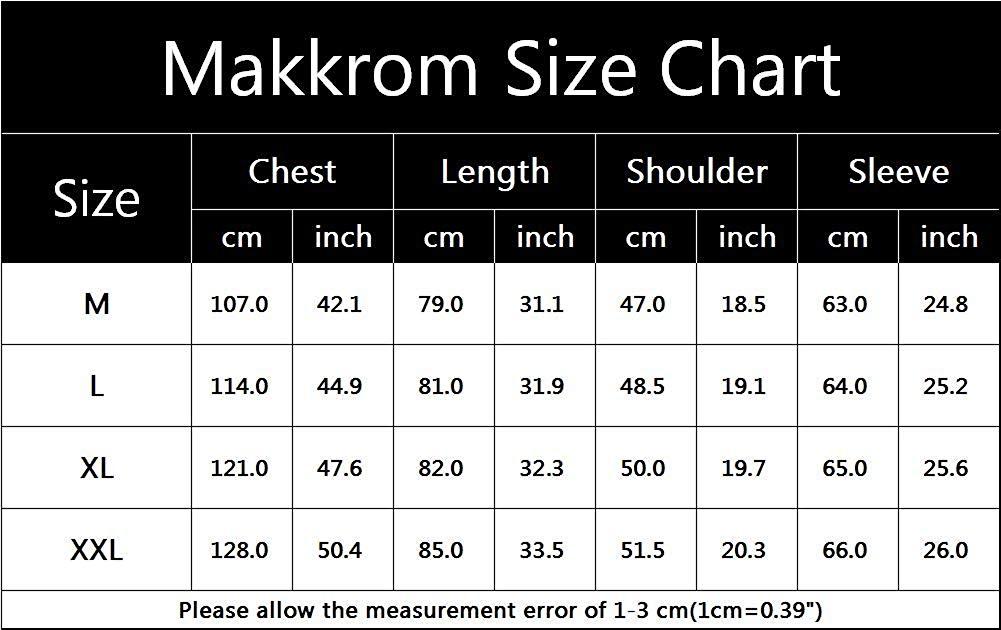 Makkrom Size Chart
Size Chest Length Shoulder Sleeve
cm inch cm inch cm inch cm inch
M 107.0 42.1 79.0 31.1 47.0 18.5 63.0 24.8
L 114.0 44.9 81.0 31.9 48.5 19.1 64.0 25.2
XL 121.0 47.6 82.0 32.3 50.0 19.7 65.0 25.6
XXL 128.0 50.4 85.0 33.5 51.5 20.3 66.0 26.0
Please allow the measurement error of 1-3 cm(1cm=0.39")